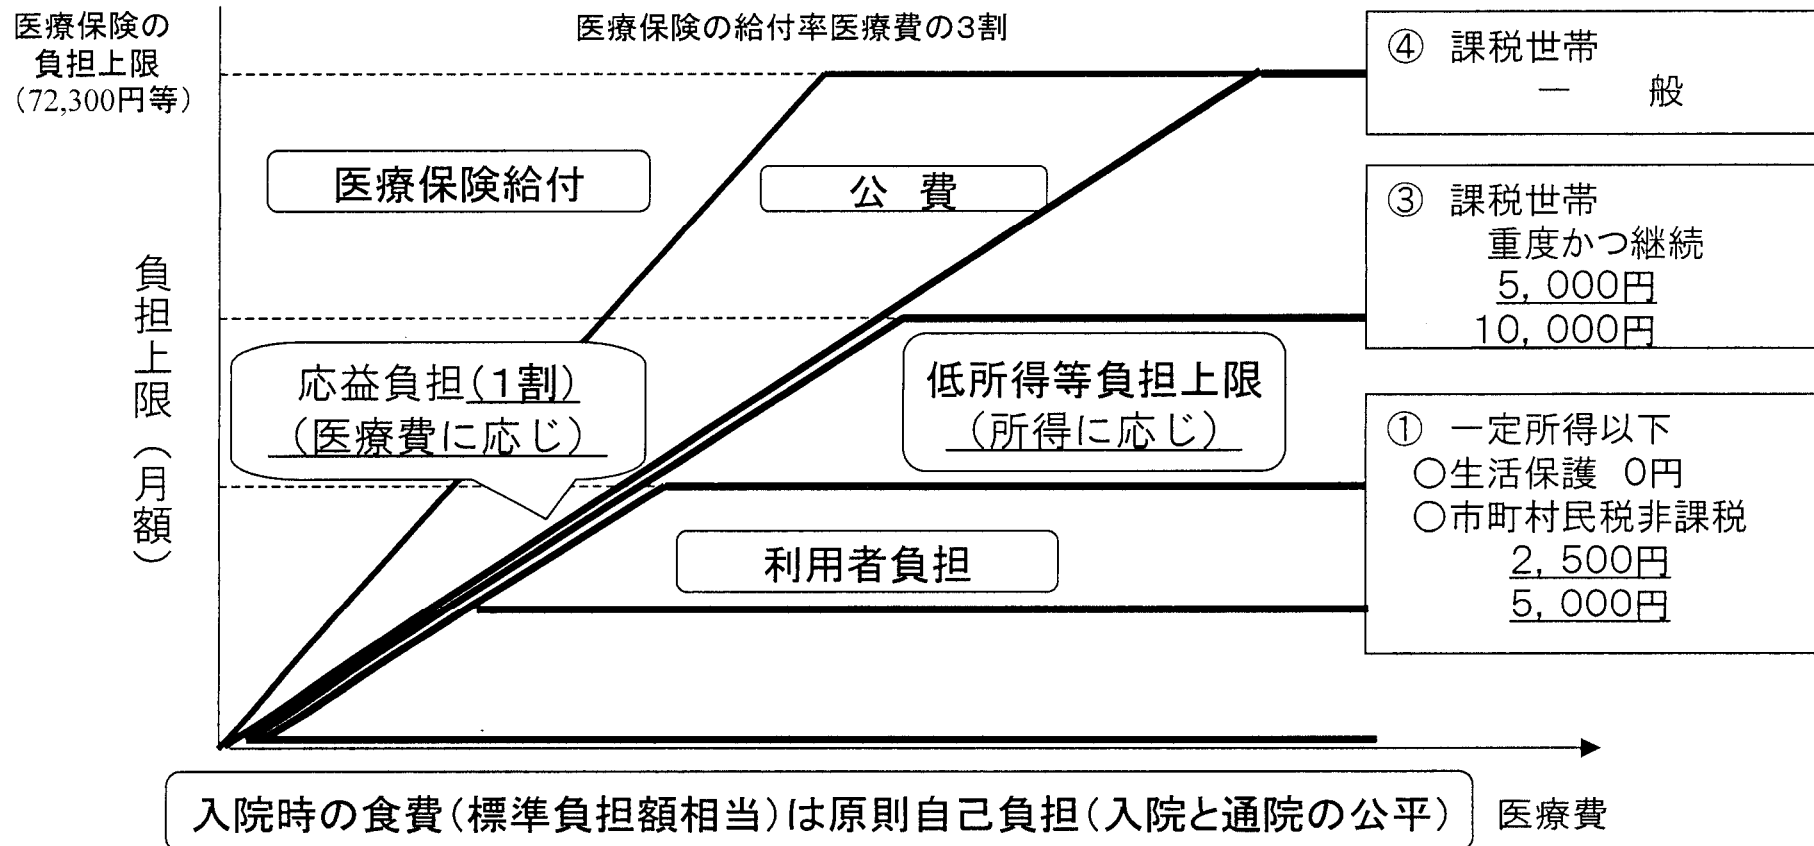 医療保険の
負担上限
（72,300円等）
医療保険の給付率医療費の3割
④ 課税世帯
一 般
医療保険給付
公 費
③ 課税世帯
重度かつ継続
5，000円
10，000円
負担上限（月額）
応益負担(1割)
(医療費に応じ)
低所得等負担上限
(所得に応じ)
① 一定所得以下
○生活保護 0円
○市町村民税非課税
2，500円
5，000円
利用者負担
入院時の食費(標準負担額相当)は原則自己負担(入院と通院の公平)
医療費